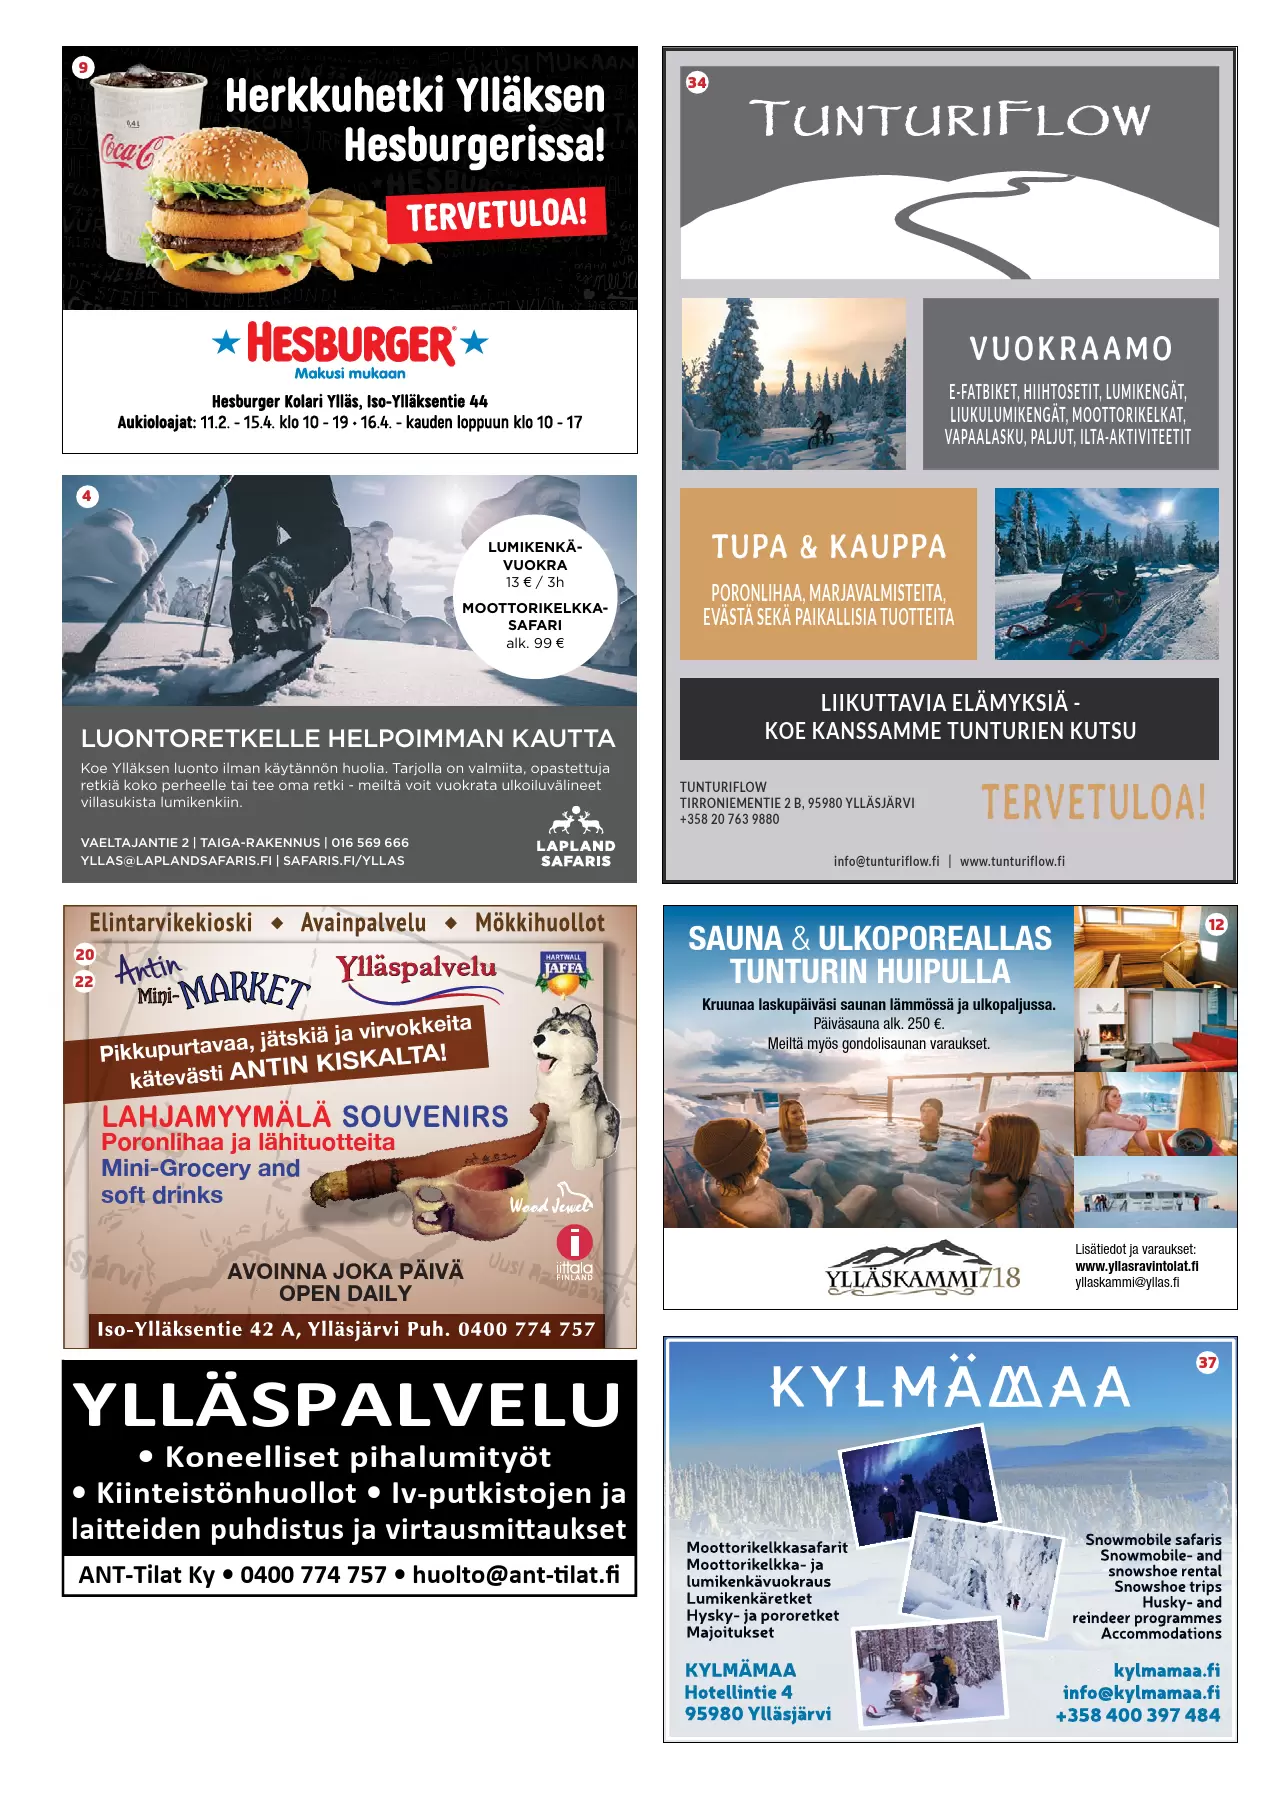 9
0,4 L
Coca-C
Herkkuhetki Ylläksen
Hesburgerissa!
TERVETULOA!
HESBURGER®
Makusi mukaan
Hesburger Kolari Ylläs, Iso-Ylläksentie 44
Aukioloajat: 11.2. - 15.4. klo 10 - 19 • 16.4. - kauden loppuun klo 10 - 17
4
LUMIKENKÄ-
VUOKRA
13 € / 3h
MOOTTORIKELKKA-
SAFARI
alk. 99 €
LUONTORETKELLE HELPOIMMAN KAUTTA
Koe Ylläksen luonto ilman käytännön huolia. Tarjolla on valmiita, opastettuja
retkiä koko perheelle tai tee oma retki - meiltä voit vuokrata ulkoiluvälineet
villasukista lumikenkiin.
VAELTAJANTIE 2 | TAIGA-RAKENNUS | 016 569 666
YLLAS@LAPLANDSAFARIS.FI | SAFARIS.FI/YLLAS
LAPLAND
SAFARIS
Elintarvikekioski ◆ Avainpalvelu ◆ Mökkihuollot
20
22
Antin
Mini-MARKET
Ylläspalvelu
HARTWALL
JAFFA
Pikkupurtavaa, jätskiä ja virvokkeita
kätevästi ANTIN KISKALTA!
LAHJAMYYMÄLÄ SOUVENIRS
Poronlihaa ja lähituotteita
Mini-Grocery and
soft drinks
Wood Jewel
i
iittala
FINLAND
AVOINNA JOKA PÄIVÄ
OPEN DAILY
Iso-Ylläksentie 42 A, Ylläsjärvi Puh. 0400 774 757
YLLÄSPALVELU
• Koneelliset pihalumityöt
• Kiinteistönhuollot • Iv-putkistojen ja
laitteiden puhdistus ja virtausmittaukset
ANT-Tilat Ky • 0400 774 757 • huolto@ant-tilat.fi
34
TUNTURIFLOW
VUOKRAAMO
E-FATBIKET, HIIHTOSETIT, LUMIKENGÄT,
LIUKULUMIKENGÄT, MOOTTORIKELKAT,
VAPAALASKU, PALJUT, ILTA-AKTIVITEETIT
TUPA & KAUPPA
PORONLIHAA, MARJAVALMISTEITA,
EVÄSTÄ SEKÄ PAIKALLISIA TUOTTEITA
LIIKUTTAVIA ELÄMYKSIÄ -
KOE KANSSAMME TUNTURIEN KUTSU
TUNTURIFLOW
TIRRONIEMENTIE 2 B, 95980 YLLÄSJÄRVI
+358 20 763 9880
TERVETULOA!
info@tunturiflow.fi | www.tunturiflow.fi
12
SAUNA & ULKOPOREALLAS
TUNTURIN HUIPULLA
Kruunaa laskupäiväsi saunan lämmössä ja ulkopaljussa.
Päiväsauna alk. 250 €.
Meiltä myös gondolisaunan varaukset.
YLLÄSKAMMI718
Lisätiedot ja varaukset:
www.yllasravintolat.fi
yllaskammi@yllas.fi
37
KYLMÄMAA
Moottorikelkkasafarit
Moottorikelkka- ja
lumikenkävuokraus
Lumikenkäretket
Hysky- ja pororetket
Majoitukset
Snowmobile safaris
Snowmobile- and
snowshoe rental
Snowshoe trips
Husky- and
reindeer programmes
Accommodations
KYLMÄMAA
Hotellintie 4
95980 Ylläsjärvi
kylmamaa.fi
info@kylmamaa.fi
+358 400 397 484